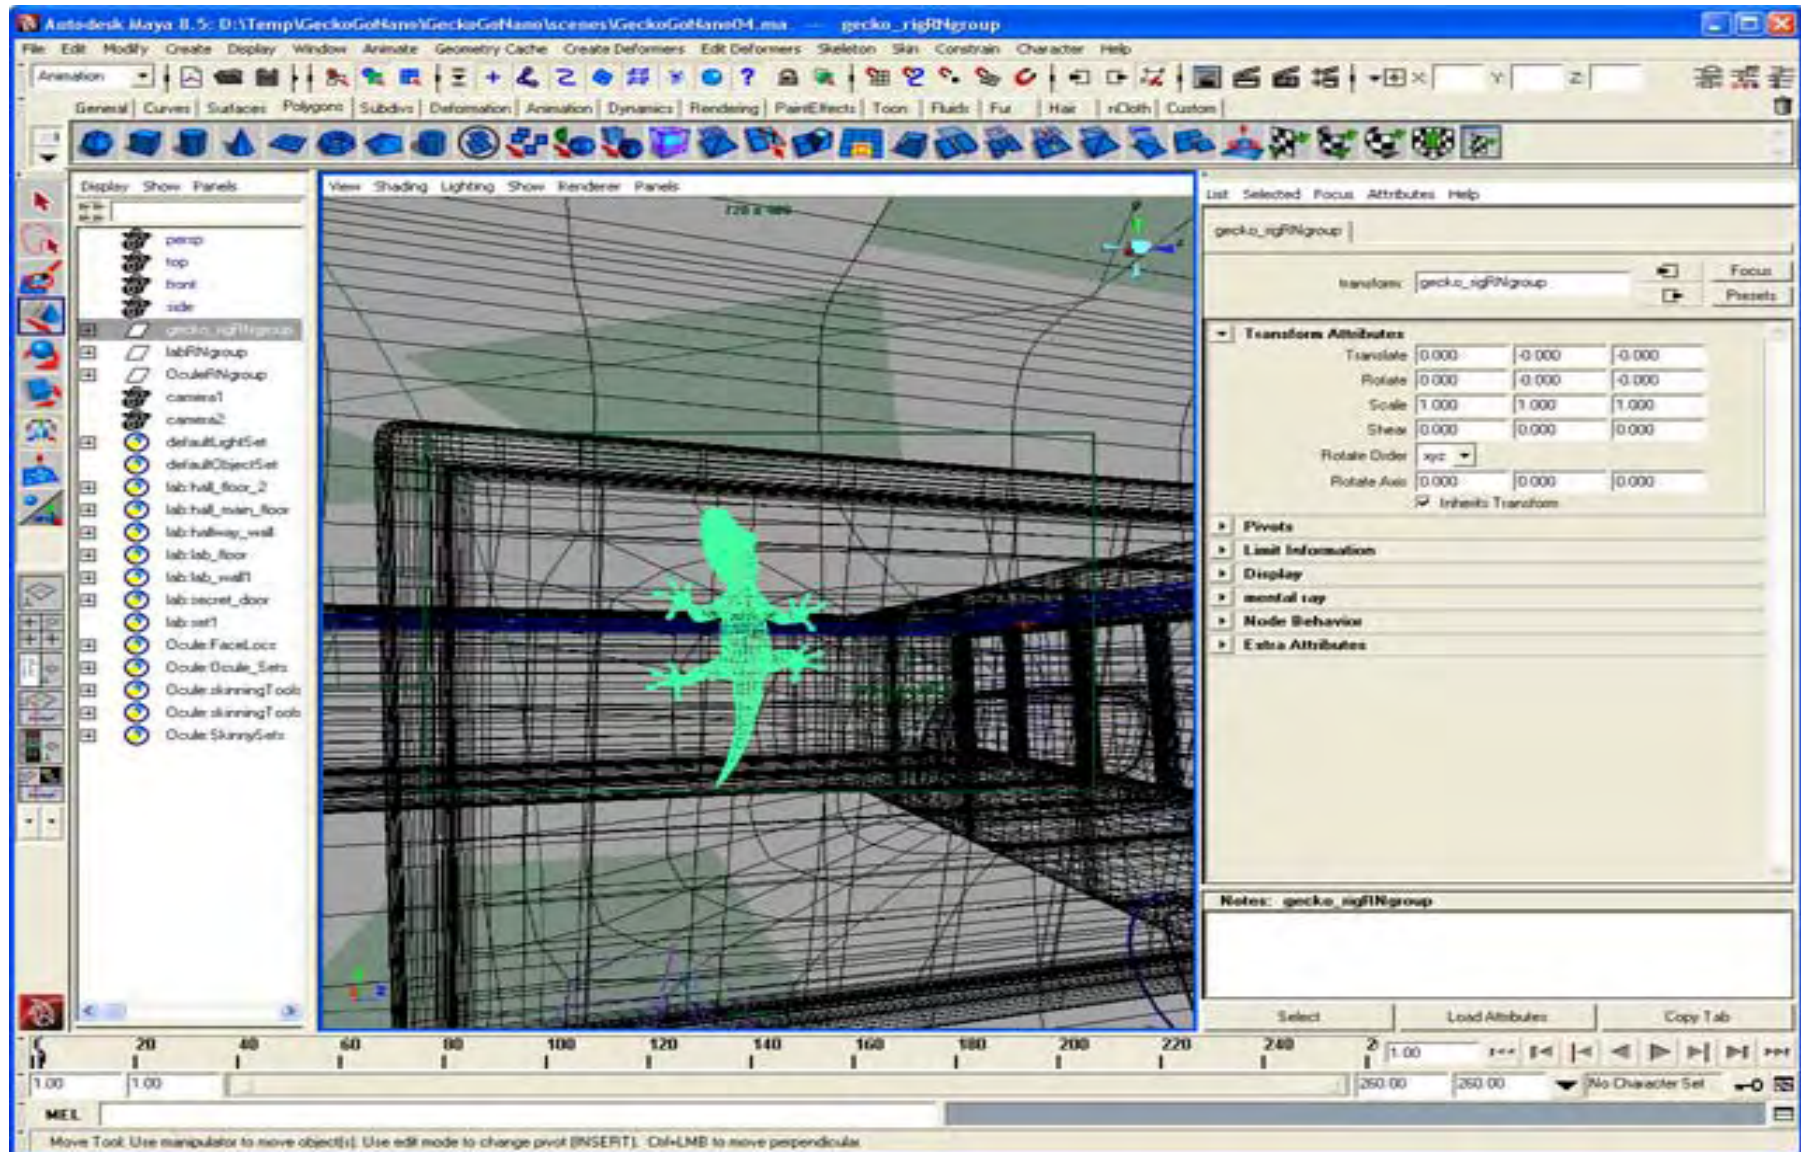 Autodesk Maya 8.5: D:\Temp\GeckoGoNano\GeckoGoNano\scenes\GeckoGoNano04.ma --- gecko_rigRNgroup
File Edit Modify Create Display Window Animate Geometry Cache Create Deformers Edit Deformers Skeleton Skin Constrain Character Help
Animation X: Y: Z:
General Curves Surfaces Polygons Subdivs Deformation Animation Dynamics Rendering PaintEffects Toon Fluids Fur Hair nCloth Custom
Display Show Panels
persp
top
front
side
gecko_rigRNgroup
labRNgroup
OculeRNgroup
camera1
camera2
defaultLightSet
defaultObjectSet
lab:hall_floor_2
lab:hall_main_floor
lab:hallway_wall
lab:lab_floor
lab:lab_wall1
lab:secret_door
lab:set1
Ocule:FaceLocs
Ocule:Ocule_Sets
Ocule:skinningTools
Ocule:skinningTools
Ocule:SkinnySets
View Shading Lighting Show Renderer Panels
720 x 486
y
z
List Selected Focus Attributes Help
gecko_rigRNgroup
transform: gecko_rigRNgroup
Focus
Presets
Transform Attributes
Translate 0.000 -0.000 -0.000
Rotate 0.000 -0.000 -0.000
Scale 1.000 1.000 1.000
Shear 0.000 0.000 0.000
Rotate Order xyz
Rotate Axis 0.000 0.000 0.000
Inherits Transform
Pivots
Limit Information
Display
mental ray
Node Behavior
Extra Attributes
Notes: gecko_rigRNgroup
Select Load Attributes Copy Tab
20 40 60 80 100 120 140 160 180 200 220 240 1.00
1.00 1.00 260.00 260.00 No Character Set
MEL
Move Tool: Use manipulator to move object(s). Use edit mode to change pivot (INSERT). Ctrl+LMB to move perpendicular.